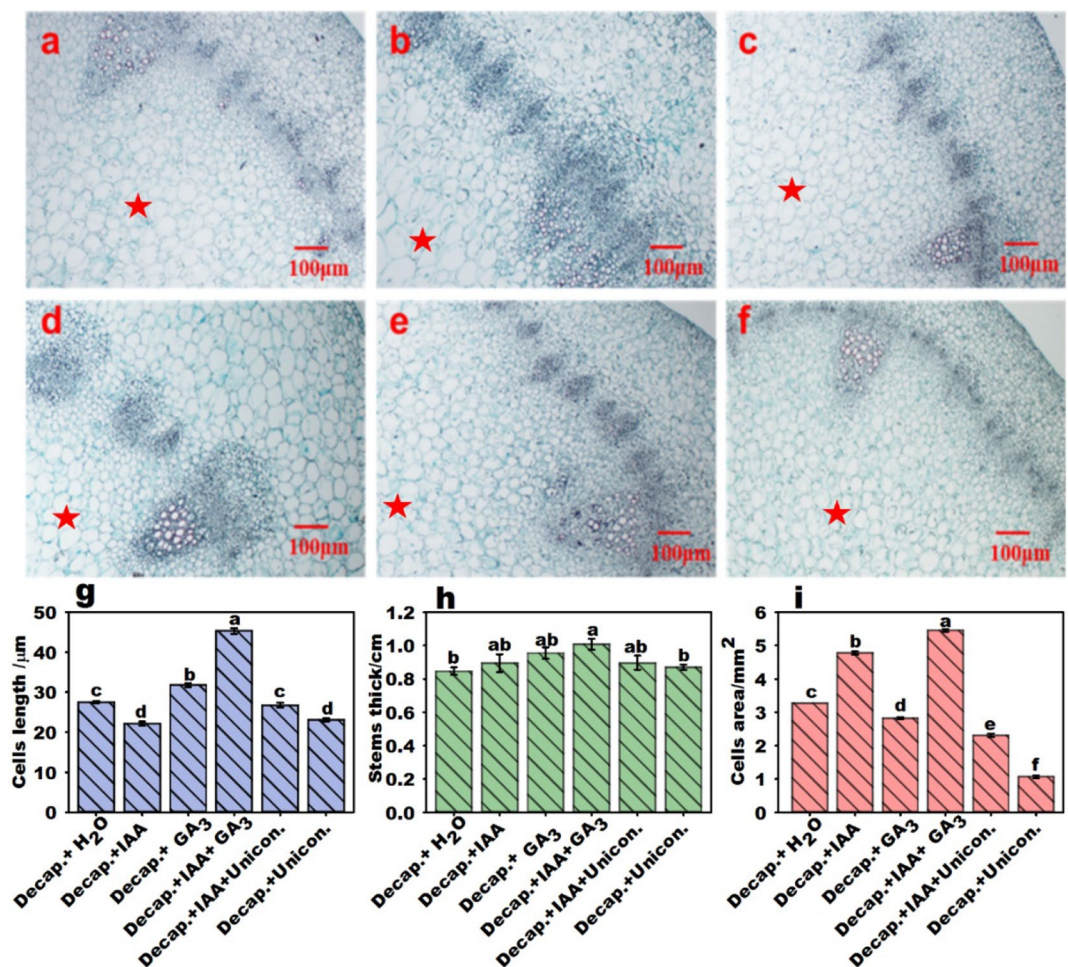 a
b
c
100μm
100μm
100μm
d
e
f
100μm
100μm
100μm
g
Cells length /μm
50
40
30
20
10
0
c
d
b
a
c
d
Decap.+ H2O
Decap.+IAA
Decap.+ GA3
Decap.+IAA+ GA3
Decap.+IAA+Unicon.
Decap.+Unicon.
h
Stems thick/cm
1.2
1.0
0.8
0.6
0.4
0.2
0.0
b
ab
ab
a
ab
b
Decap.+ H2O
Decap.+IAA
Decap.+ GA3
Decap.+IAA+GA3
Decap.+IAA+Unicon.
Decap.+Unicon.
i
Cells area/mm2
6
5
4
3
2
1
0
c
b
d
a
e
f
Decap.+ H2O
Decap.+IAA
Decap.+ GA3
Decap.+IAA+ GA3
Decap.+IAA+Unicon.
Decap.+Unicon.